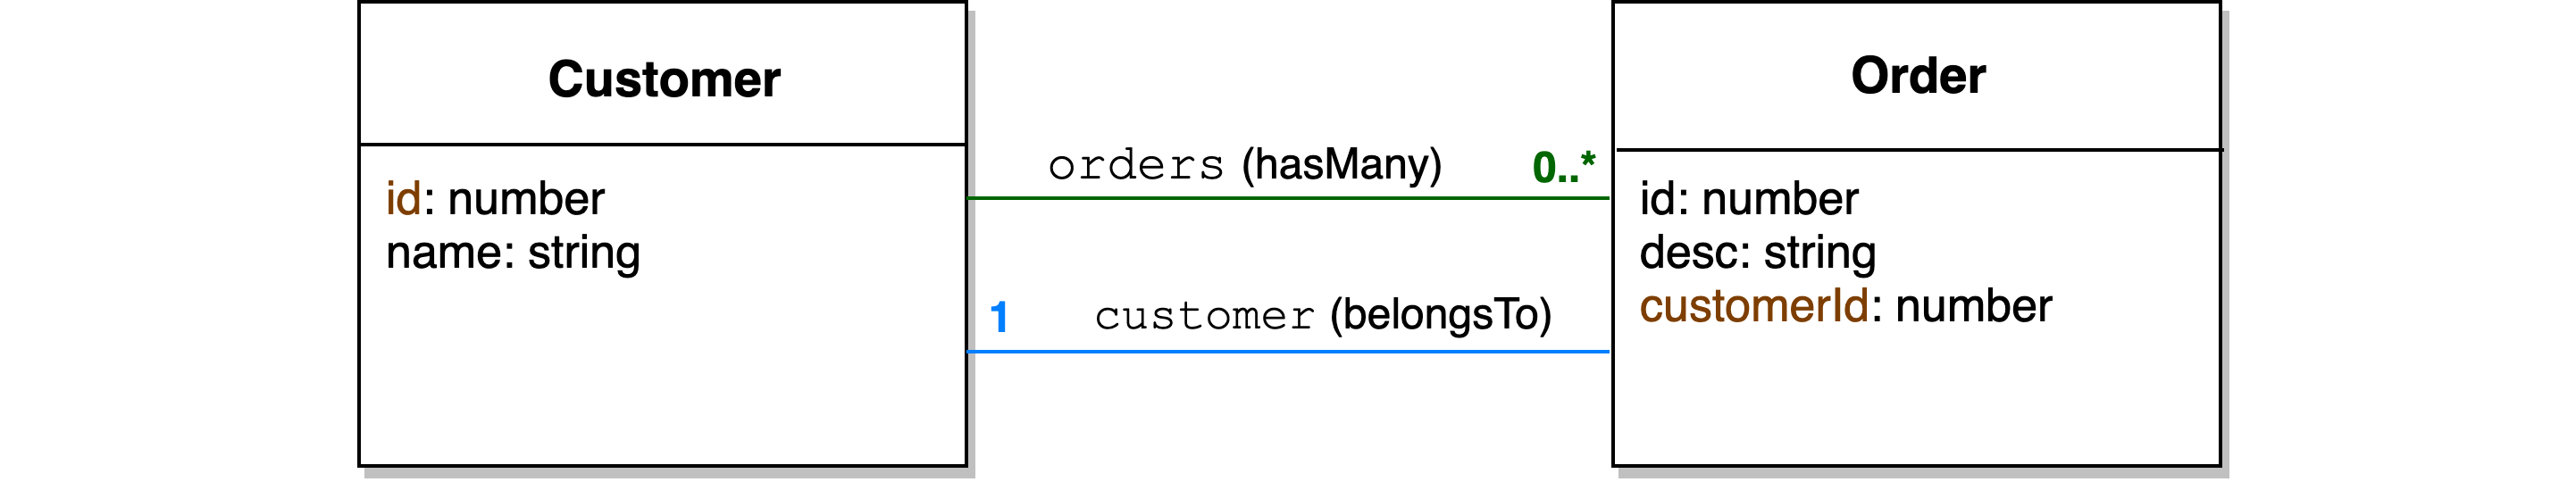 Customer
id: number
name: string
orders (hasMany)
0..*
1
customer (belongsTo)
Order
id: number
desc: string
customerId: number